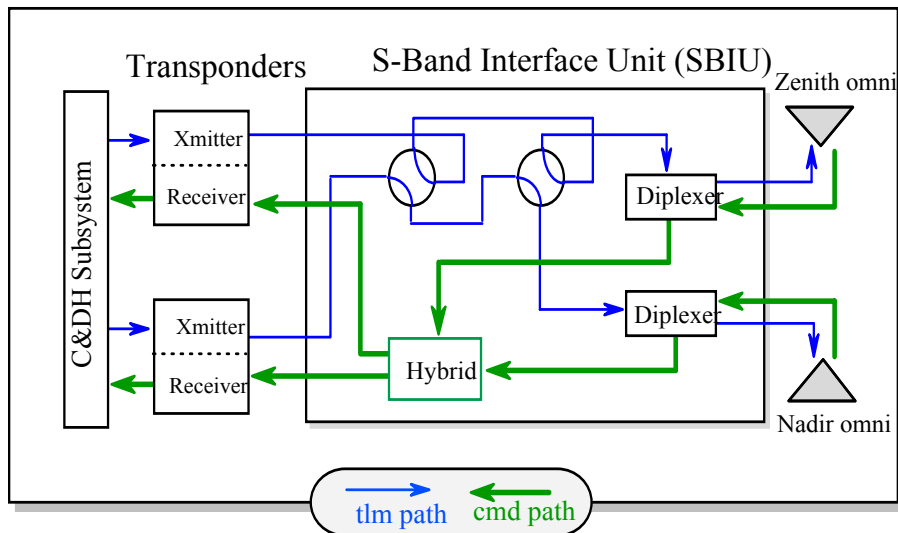 S-Band Interface Unit (SBIU)
Transponders
Zenith omni
C&DH Subsystem
Xmitter
Receiver
Diplexer
Xmitter
Receiver
Diplexer
Hybrid
Nadir omni
tlm path
cmd path